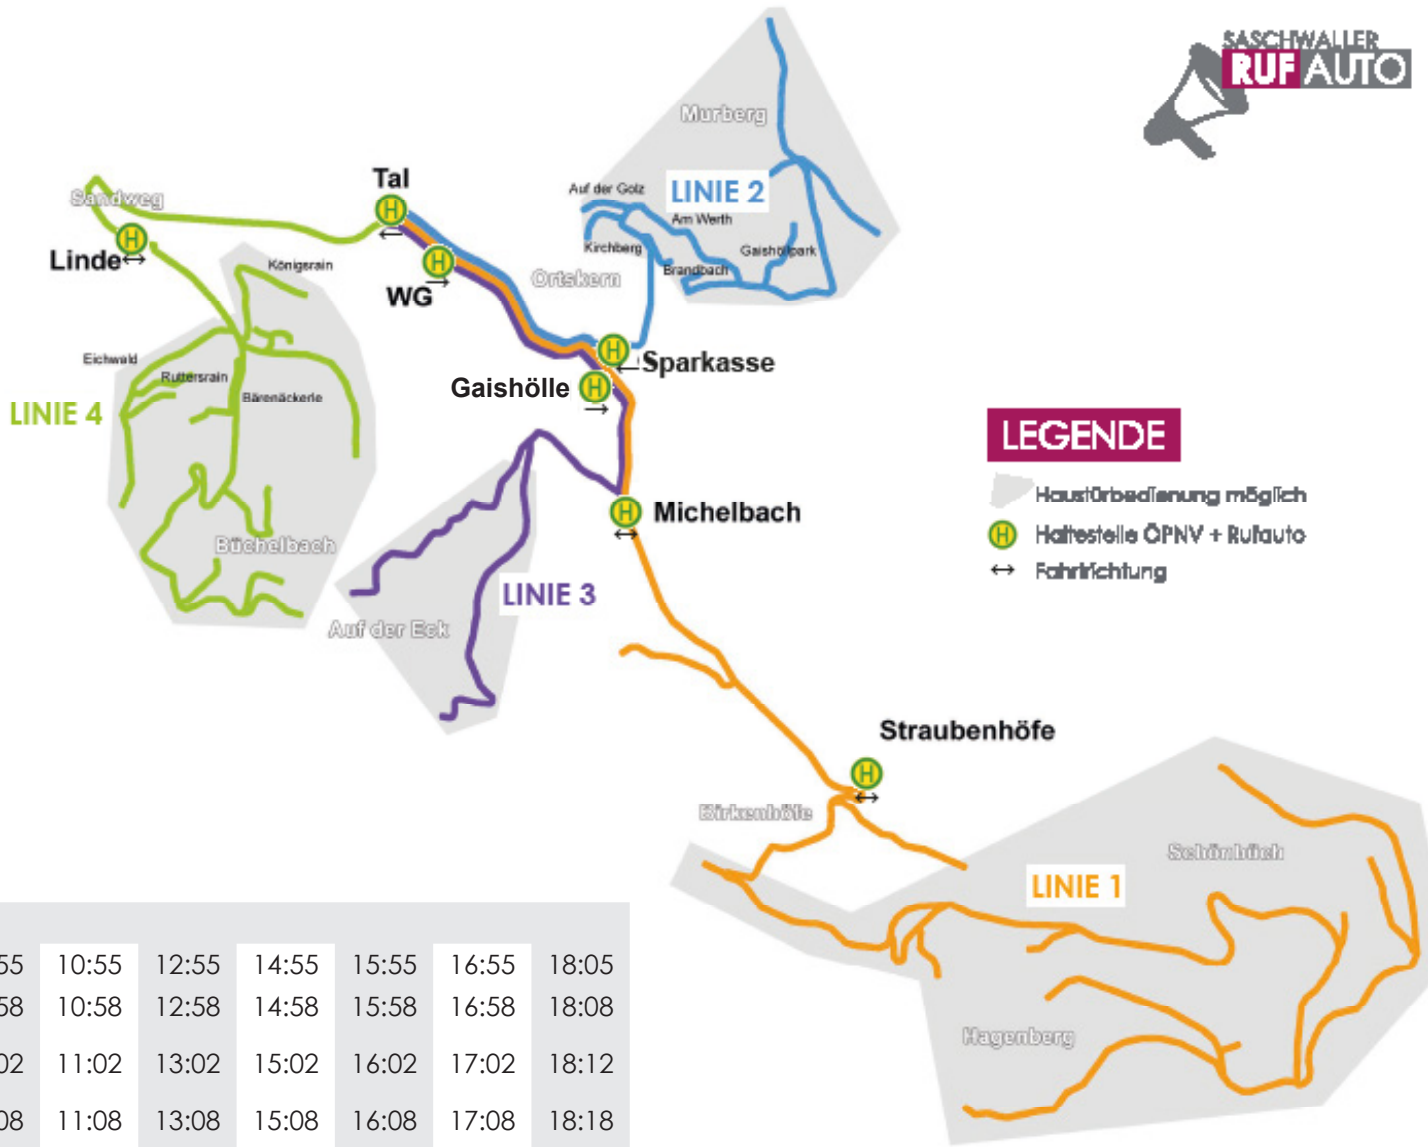 SASCHWALLER
RUF AUTO
Murberg
Tal
Auf der Golz
LINIE 2
Sandweg
Am Werth
Linde
Kirchberg
Gaishöllpark
Königsrain
Brandbach
Ortskern
WG
Eichwald
Sparkasse
Ruttersrain
Gaishölle
Bärenäckerle
LINIE 4
LEGENDE
Haustürbedienung möglich
Michelbach
H Haltestelle ÖPNV + Rufauto
Büchelbach
Fahrtrichtung
LINIE 3
Auf der Eck
Straubenhöfe
Birkenhöfe
Schönbüch
LINIE 1
55 10:55 12:55 14:55 15:55 16:55 18:05
58 10:58 12:58 14:58 15:58 16:58 18:08
Hagenberg
02 11:02 13:02 15:02 16:02 17:02 18:12
08 11:08 13:08 15:08 16:08 17:08 18:18